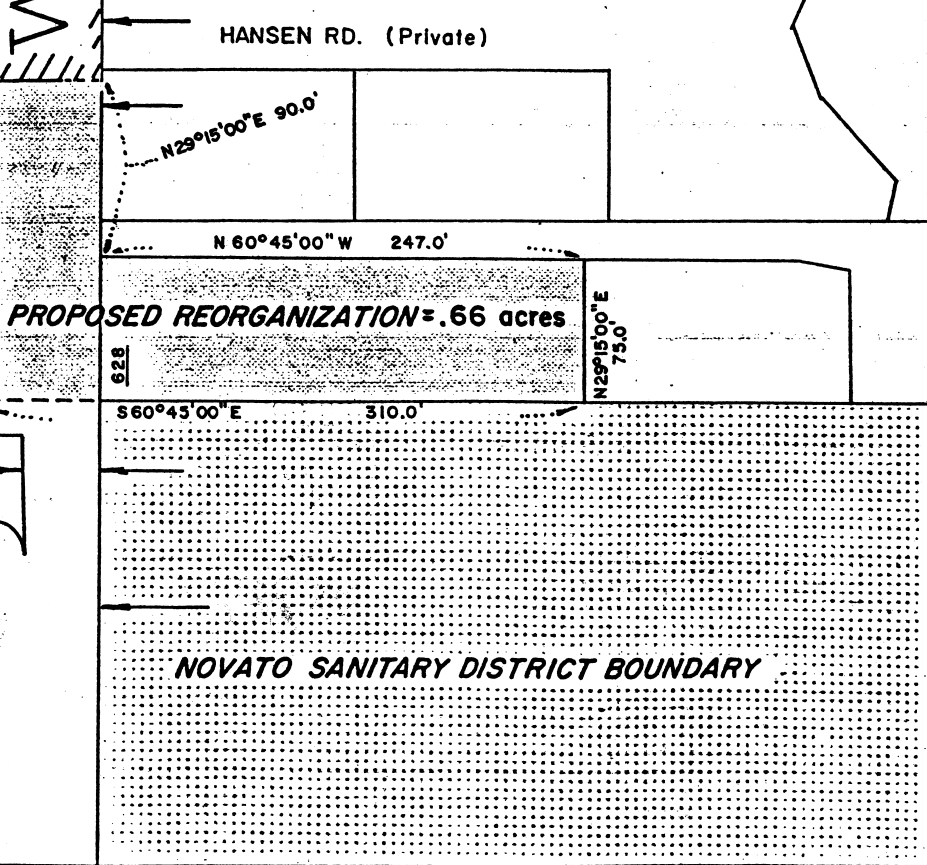 HANSEN RD. (Private)
N29°15'00"E 90.0'
N 60°45'00" W 247.0'
PROPOSED REORGANIZATION=.66 acres
628
N29°15'00"E
75.0'
S60°45'00"E 310.0'
NOVATO SANITARY DISTRICT BOUNDARY